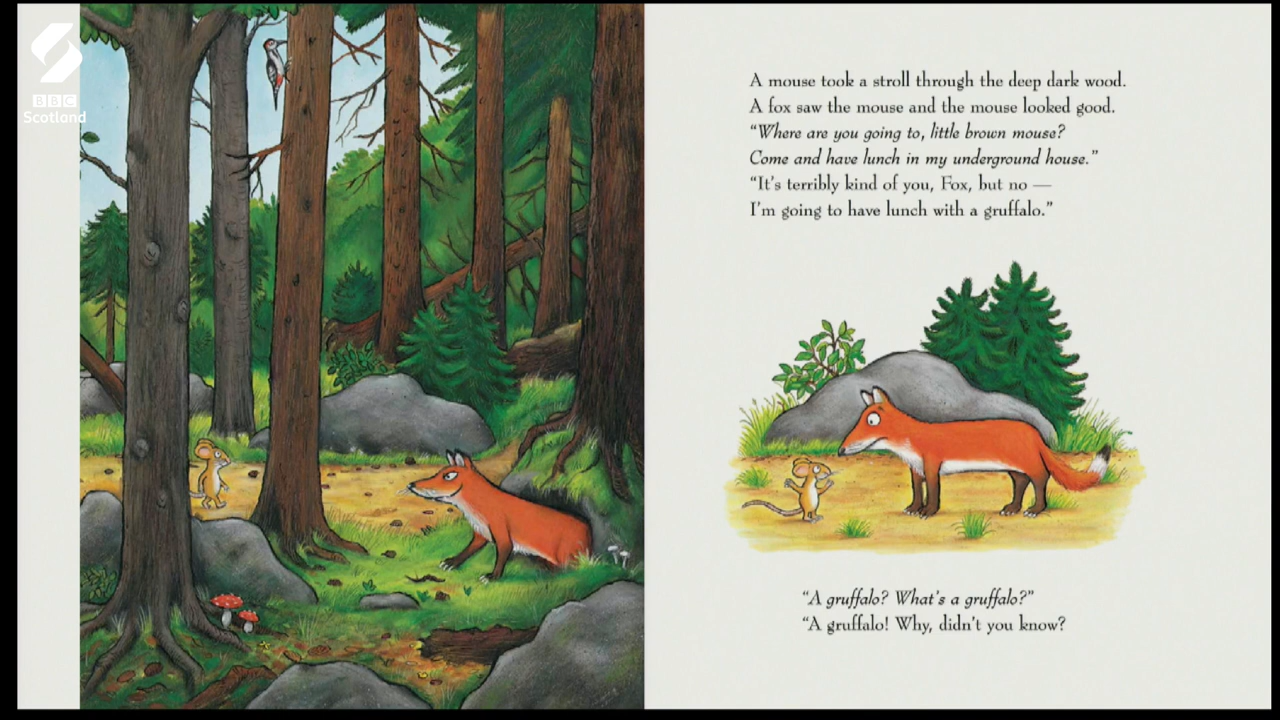 BBC
Scotland
A mouse took a stroll through the deep dark wood.
A fox saw the mouse and the mouse looked good.
“Where are you going to, little brown mouse?
Come and have lunch in my underground house.”
“It’s terribly kind of you, Fox, but no —
I’m going to have lunch with a gruffalo.”
“A gruffalo? What’s a gruffalo?”
“A gruffalo! Why, didn’t you know?